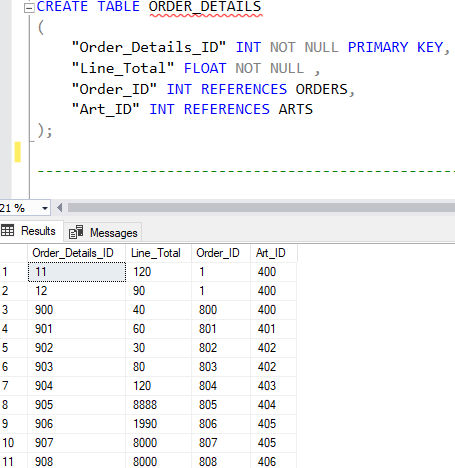 CREATE TABLE ORDER_DETAILS
(
"Order_Details_ID" INT NOT NULL PRIMARY KEY,
"Line_Total" FLOAT NOT NULL ,
"Order_ID" INT REFERENCES ORDERS,
"Art_ID" INT REFERENCES ARTS
);
--------------------------------------------------
21 %
Results Messages
Order_Details_ID Line_Total Order_ID Art_ID
1 11 120 1 400
2 12 90 1 400
3 900 40 800 400
4 901 60 801 401
5 902 30 802 402
6 903 80 803 402
7 904 120 804 403
8 905 8888 805 404
9 906 1990 806 405
10 907 8000 807 405
11 908 8000 808 406